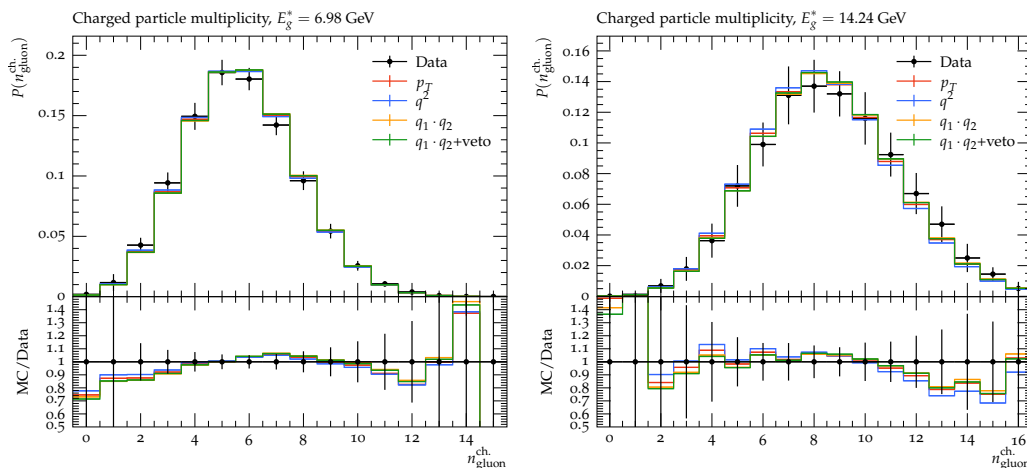 Charged particle multiplicity, E*g = 6.98 GeV
P(n^ch._gluon)
0.2
0.15
0.1
0.05
0
Data
pT
q²
q₁ · q₂
q₁ · q₂+veto
MC/Data
1.4
1.3
1.2
1.1
1
0.9
0.8
0.7
0.6
0.5
0 2 4 6 8 10 12 14
n^ch._gluon
Charged particle multiplicity, E*g = 14.24 GeV
P(n^ch._gluon)
0.16
0.14
0.12
0.1
0.08
0.06
0.04
0.02
0
Data
pT
q²
q₁ · q₂
q₁ · q₂+veto
MC/Data
1.4
1.3
1.2
1.1
1
0.9
0.8
0.7
0.6
0.5
0 2 4 6 8 10 12 14 16
n^ch._gluon